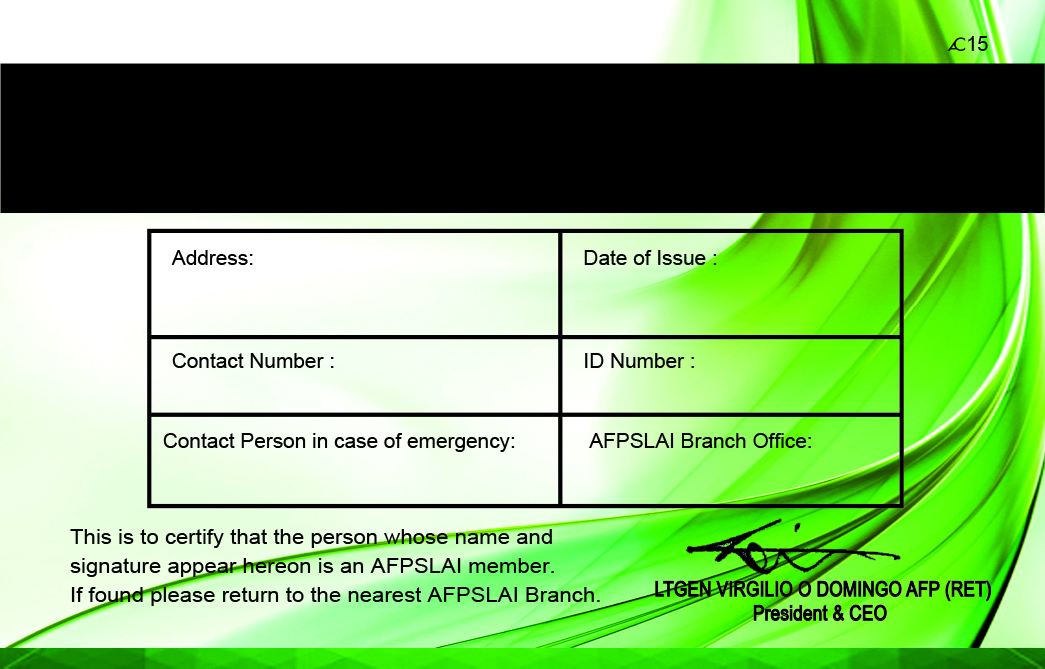 AC15
Address:
Date of Issue :
Contact Number :
ID Number :
Contact Person in case of emergency:
AFPSLAI Branch Office:
This is to certify that the person whose name and
signature appear hereon is an AFPSLAI member.
If found please return to the nearest AFPSLAI Branch.
LTGEN VIRGILIO O DOMINGO AFP (RET)
President & CEO